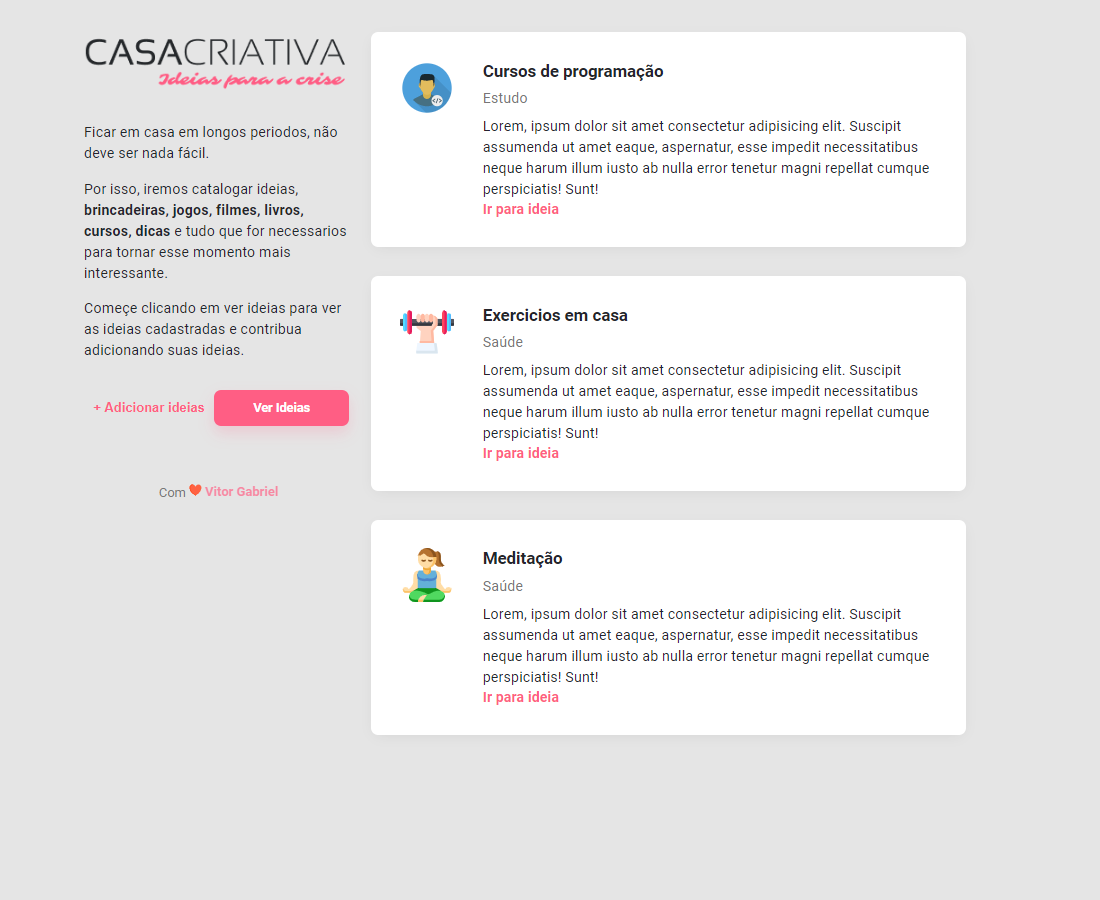 CASACRIATIVA
Ideias para a crise
Ficar em casa em longos periodos, não
deve ser nada fácil.
Por isso, iremos catalogar ideias,
brincadeiras, jogos, filmes, livros,
cursos, dicas e tudo que for necessarios
para tornar esse momento mais
interessante.
Começe clicando em ver ideias para ver
as ideias cadastradas e contribua
adicionando suas ideias.
+ Adicionar ideias
Ver Ideias
Com ❤ Vitor Gabriel
Cursos de programação
Estudo
Lorem, ipsum dolor sit amet consectetur adipisicing elit. Suscipit
assumenda ut amet eaque, aspernatur, esse impedit necessitatibus
neque harum illum iusto ab nulla error tenetur magni repellat cumque
perspiciatis! Sunt!
Ir para ideia
Exercicios em casa
Saúde
Lorem, ipsum dolor sit amet consectetur adipisicing elit. Suscipit
assumenda ut amet eaque, aspernatur, esse impedit necessitatibus
neque harum illum iusto ab nulla error tenetur magni repellat cumque
perspiciatis! Sunt!
Ir para ideia
Meditação
Saúde
Lorem, ipsum dolor sit amet consectetur adipisicing elit. Suscipit
assumenda ut amet eaque, aspernatur, esse impedit necessitatibus
neque harum illum iusto ab nulla error tenetur magni repellat cumque
perspiciatis! Sunt!
Ir para ideia